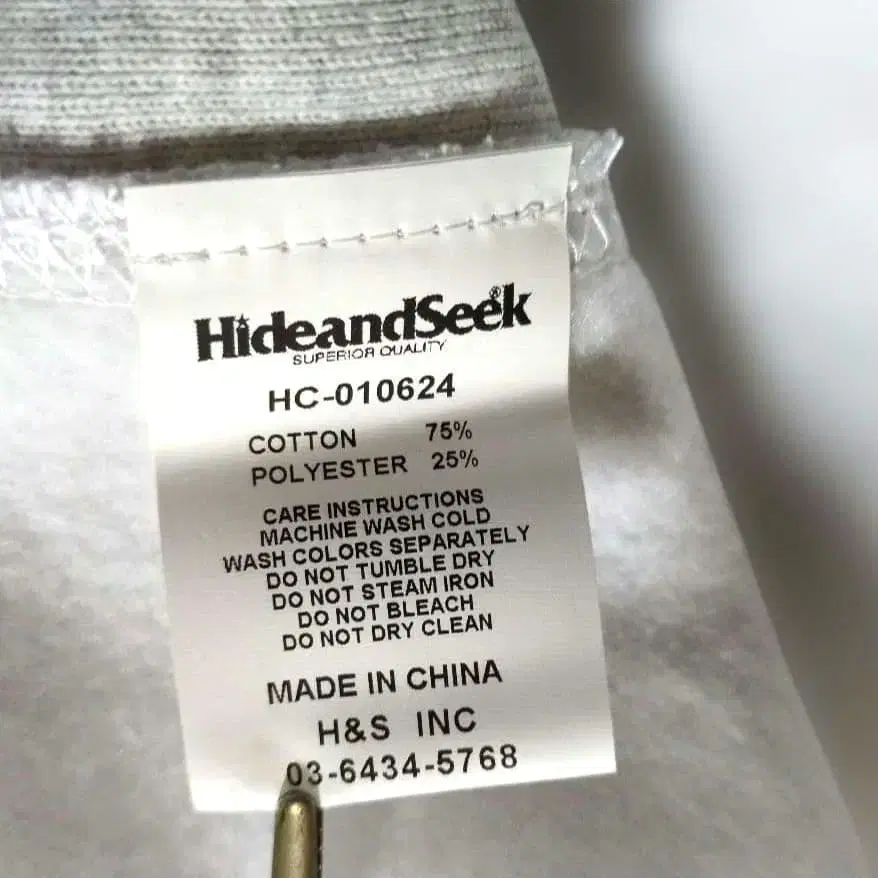 HideandSeek®
SUPERIOR QUALITY
HC-010624
COTTON 75%
POLYESTER 25%
CARE INSTRUCTIONS
MACHINE WASH COLD
WASH COLORS SEPARATELY
DO NOT TUMBLE DRY
DO NOT STEAM IRON
DO NOT BLEACH
DO NOT DRY CLEAN
MADE IN CHINA
H&S INC
03-6434-5768